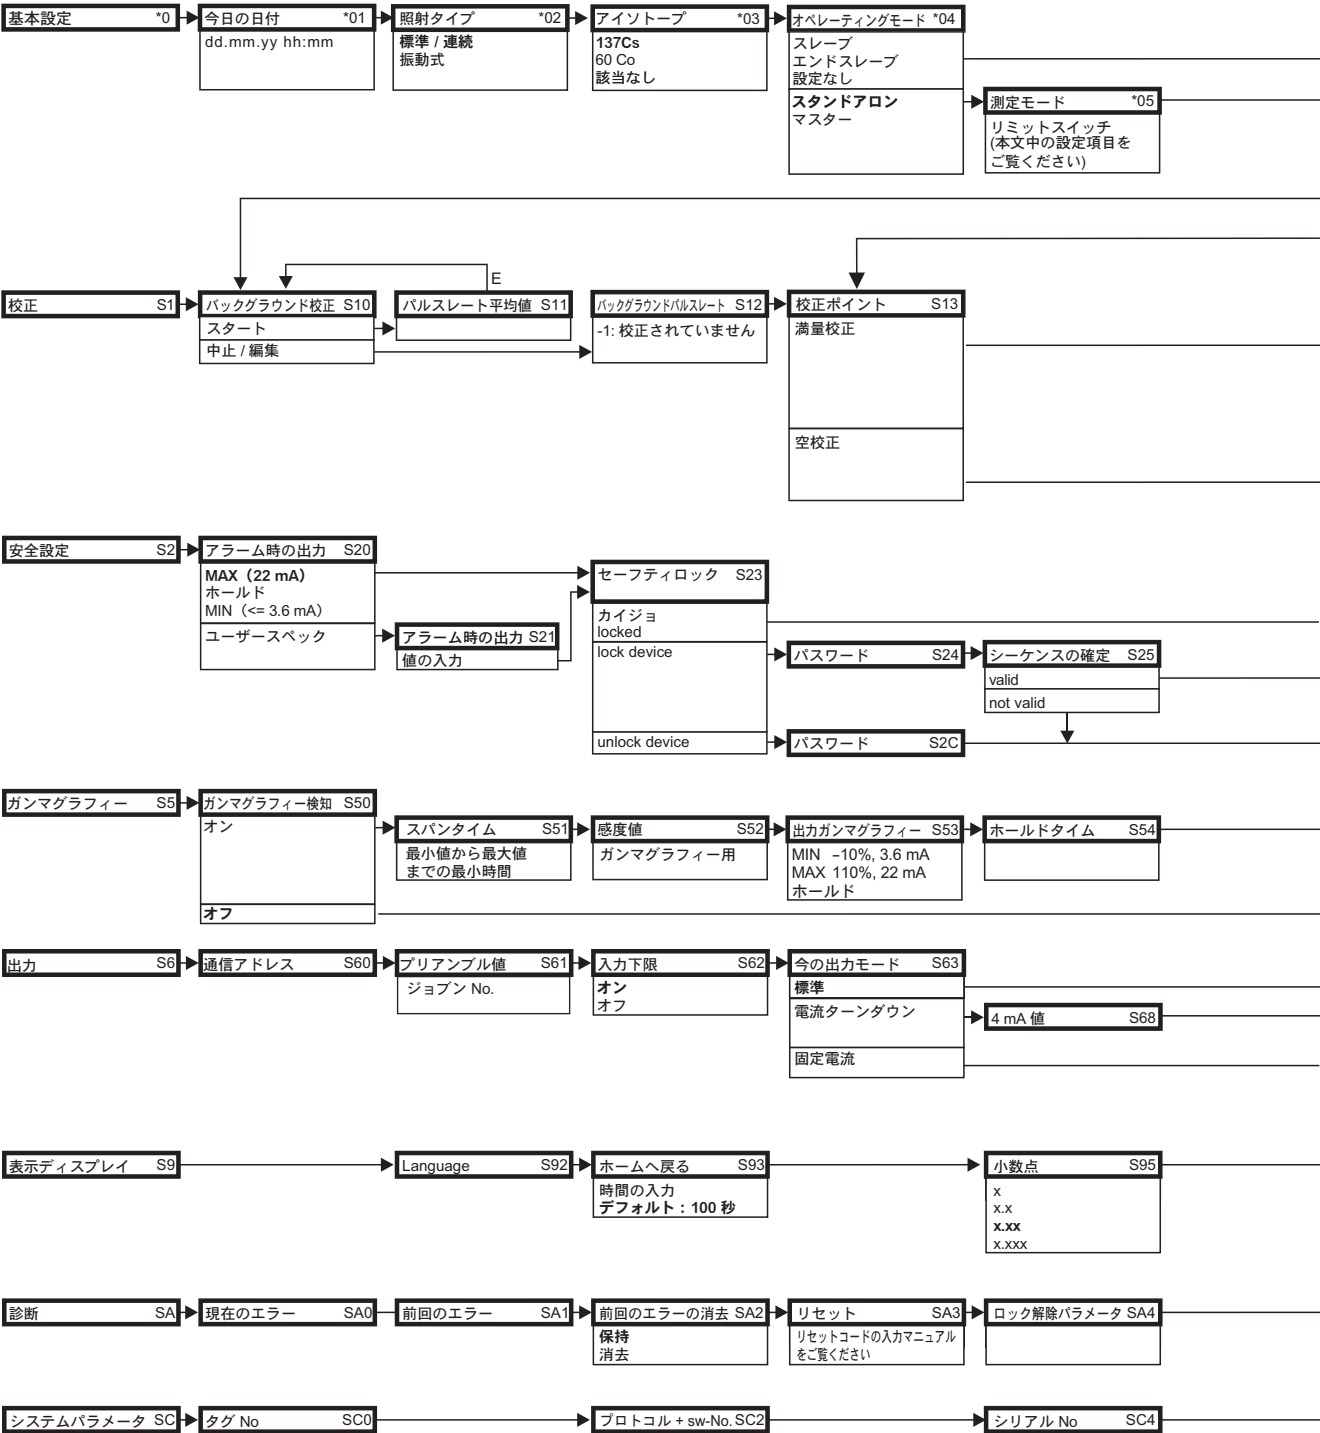 基本設定 *0
今日の日付 *01
dd.mm.yy hh:mm
照射タイプ *02
標準 / 連続
振動式
アイソトープ *03
137Cs
60 Co
該当なし
オペレーティングモード *04
スレーブ
エンドスレーブ
設定なし
スタンドアロン
マスター
測定モード *05
リミットスイッチ
(本文中の設定項目を
ご覧ください)
校正 S1
バックグラウンド校正 S10
スタート
中止 / 編集
E
パルスレート平均値 S11
バックグラウンドパルスレート S12
-1: 校正されていません
校正ポイント S13
満量校正
空校正
安全設定 S2
アラーム時の出力 S20
MAX（22 mA）
ホールド
MIN（<= 3.6 mA）
ユーザースペック
アラーム時の出力 S21
値の入力
セーフティロック S23
カイジョ
locked
lock device
unlock device
パスワード S24
シーケンスの確定 S25
valid
not valid
パスワード S2C
ガンマグラフィー S5
ガンマグラフィー検知 S50
オン
オフ
スパンタイム S51
最小値から最大値
までの最小時間
感度値 S52
ガンマグラフィー用
出力ガンマグラフィー S53
MIN –10%, 3.6 mA
MAX 110%, 22 mA
ホールド
ホールドタイム S54
出力 S6
通信アドレス S60
プリアンブル値 S61
ジョブン No.
入力下限 S62
オン
オフ
今の出力モード S63
標準
電流ターンダウン
固定電流
4 mA 値 S68
表示ディスプレイ S9
Language S92
ホームへ戻る S93
時間の入力
デフォルト：100 秒
小数点 S95
x
x.x
x.xx
x.xxx
診断 SA
現在のエラー SA0
前回のエラー SA1
前回のエラーの消去 SA2
保持
消去
リセット SA3
リセットコードの入力マニュアル
をご覧ください
ロック解除パラメータ SA4
システムパラメータ SC
タグ No SC0
プロトコル + sw-No. SC2
シリアル No SC4